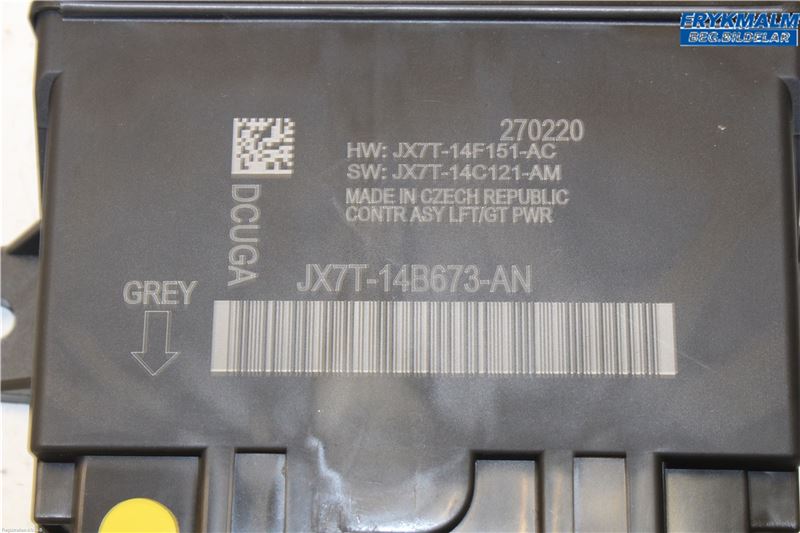 ERYKMALM
BEG.BILDELAR
270220
HW: JX7T-14F151-AC
SW: JX7T-14C121-AM
MADE IN CZECH REPUBLIC
CONTR ASY LFT/GT PWR
DCUGA
JX7T-14B673-AN
GREY